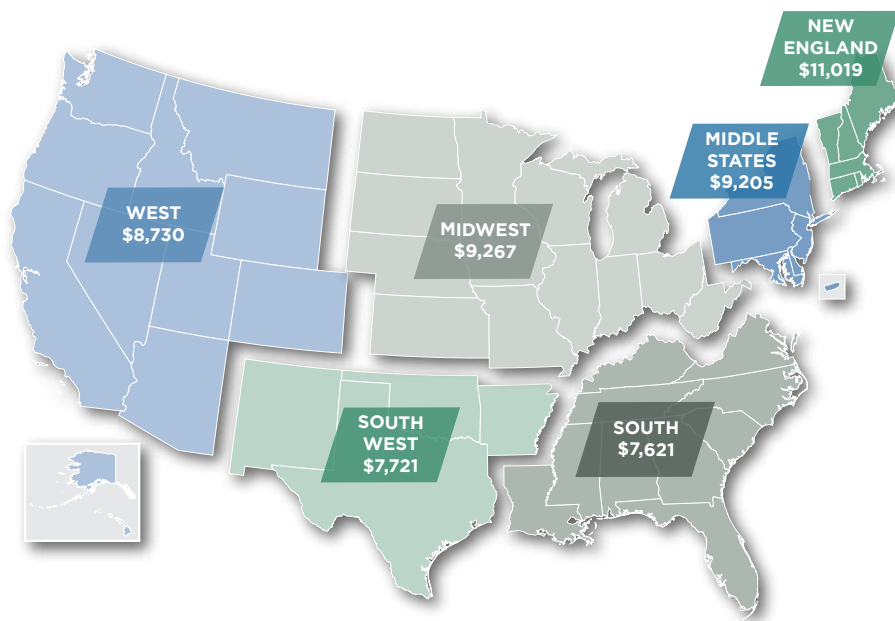 NEW
ENGLAND
$11,019
MIDDLE
STATES
$9,205
WEST
$8,730
MIDWEST
$9,267
SOUTH
WEST
$7,721
SOUTH
$7,621